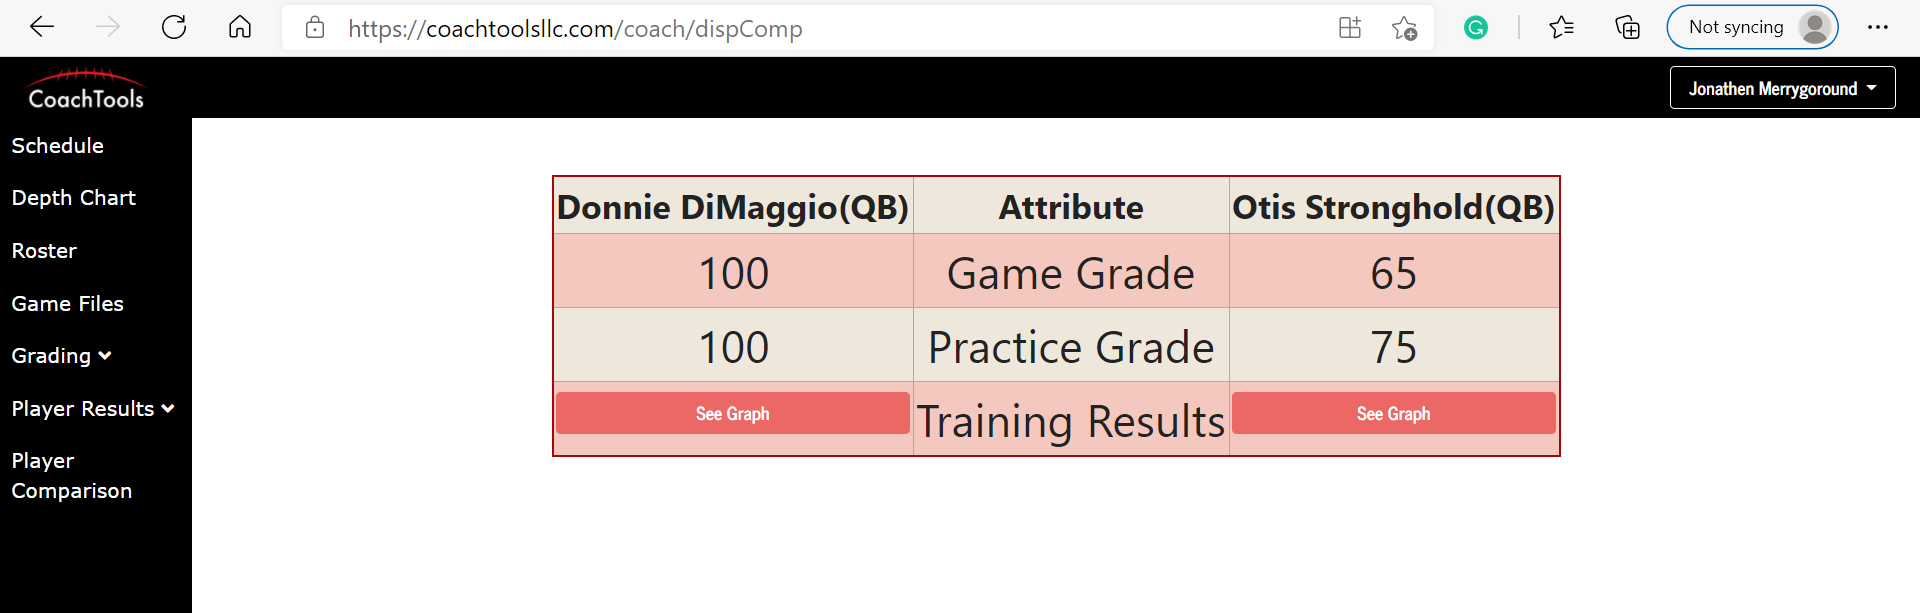 https://coachtoolsllc.com/coach/dispComp
Not syncing
CoachTools
Jonathen Merrygoround
Schedule
Depth Chart
Roster
Game Files
Grading
Player Results
Player
Comparison
Donnie DiMaggio(QB) Attribute Otis Stronghold(QB)
100 Game Grade 65
100 Practice Grade 75
See Graph Training Results See Graph